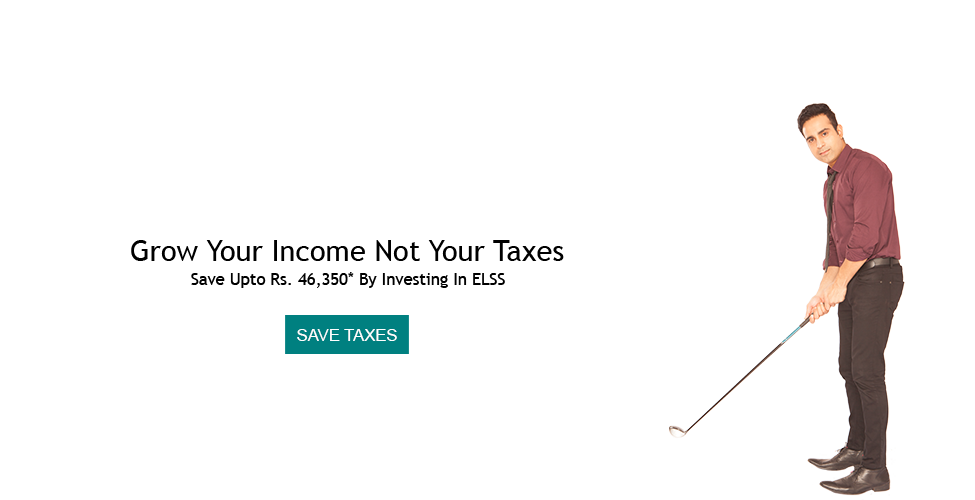 Grow Your Income Not Your Taxes
Save Upto Rs. 46,350* By Investing In ELSS
SAVE TAXES